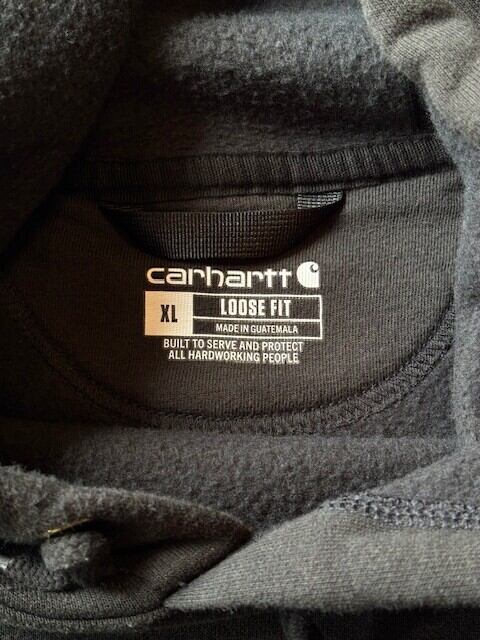 carhartt
XL
LOOSE FIT
MADE IN GUATEMALA
BUILT TO SERVE AND PROTECT
ALL HARDWORKING PEOPLE